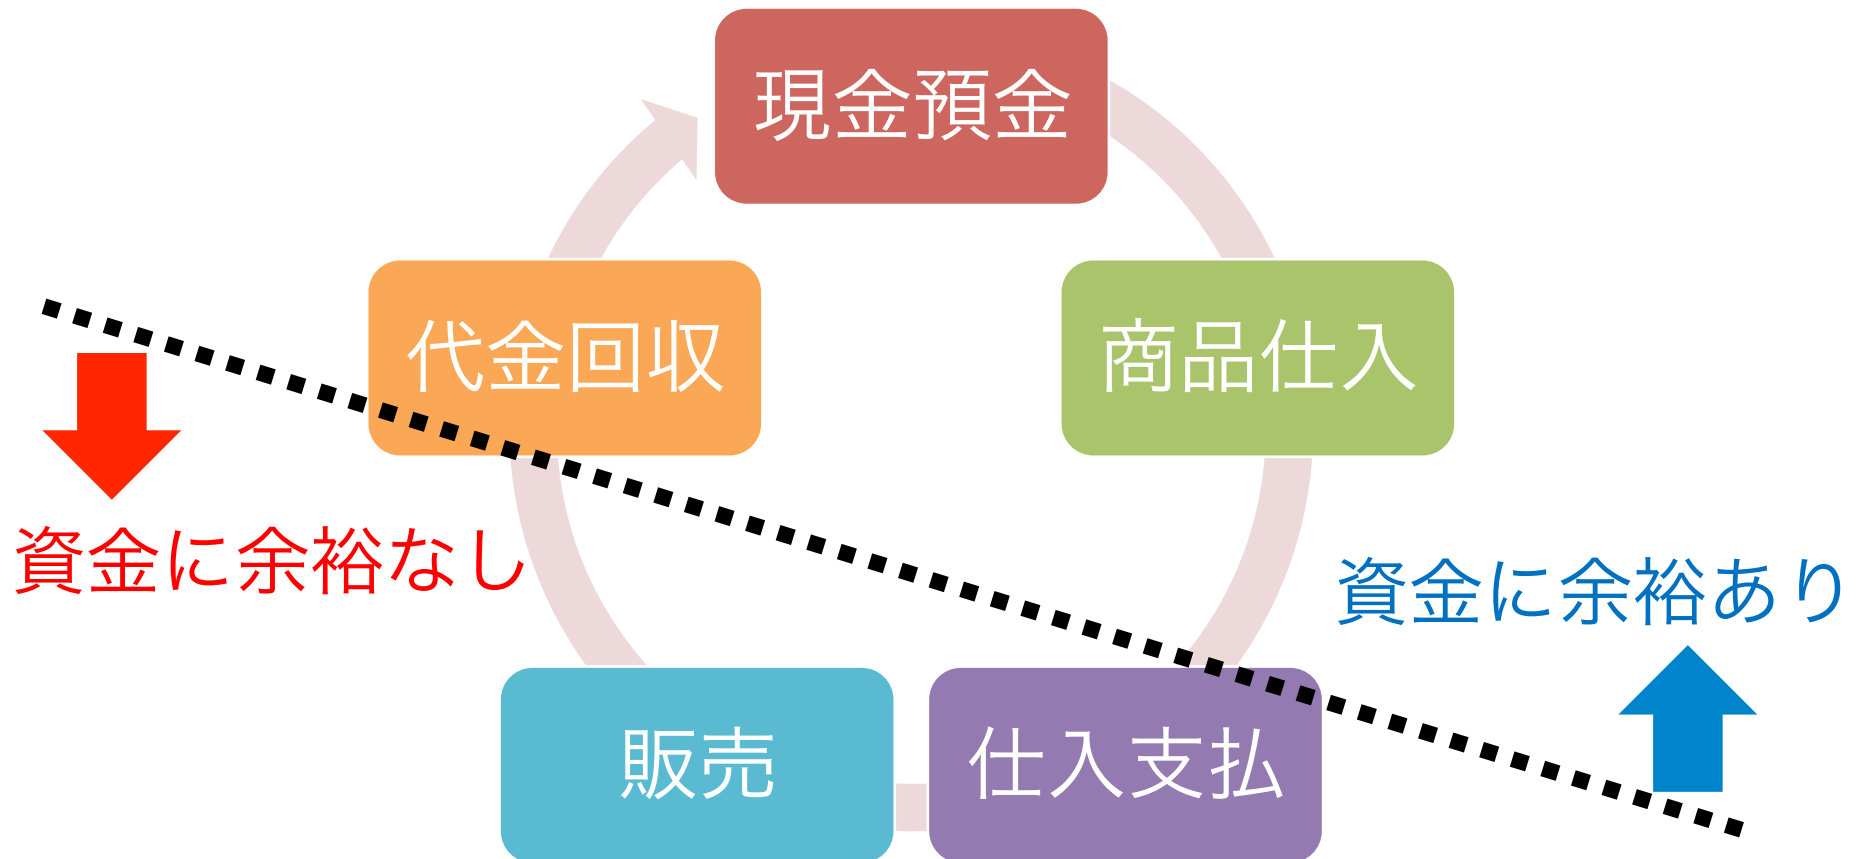 現金預金
代金回収
商品仕入
資金に余裕なし
資金に余裕あり
販売
仕入支払